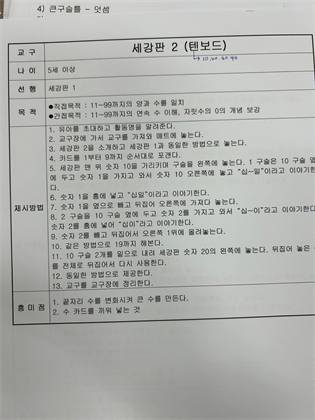 4) 큰구슬틀 – 덧셈
교 구 세강판 2 (텐보드)
나 이 5세 이상
선 행 세강판 1
목 적 ●직접목적 : 11~99까지의 양과 수를 일치
●간접목적 : 11~99까지의 연속 수 이해, 자릿수의 0의 개념 보강
제시방법 1. 유아를 초대하고 활동명을 알려준다.
2. 교구장에 가서 교구를 가져와 매트에 놓는다.
3. 세강판 2를 소개하고 세강판 1과 동일한 방법으로 놓는다.
4. 카드를 1부터 9까지 순서대로 포갠다.
5. 세강판 맨 위 숫자 10을 가리키며 구슬을 왼쪽에 놓는다. 1 구슬은 10 구슬 옆
에 두고 숫자 1을 가지고 와서 숫자 10 오른쪽에 놓고 "십–일"이라고 이야기한
다.
6. 숫자 1을 홈에 넣고 "십일"이라고 이야기한다.
7. 숫자 1을 옆으로 빼고 뒤집어 오른쪽에 가져다 놓는다.
8. 2 구슬을 10 구슬 옆에 두고 숫자 2를 가지고 와서 "십–이"라고 이야기한다.
숫자 2를 홈에 넣어 "십이"라고 이야기한다.
9. 숫자 2를 빼고 뒤집어서 오른쪽 1위에 올려놓는다.
10. 같은 방법으로 19까지 해본다.
11. 10 구슬 2개를 밑으로 내려 세강판 숫자 20의 왼쪽에 놓는다. 뒤집어 놓은
를 전체로 뒤집어서 다시 사용한다.
12. 동일한 방법으로 제공한다.
13. 교구를 교구장에 정리한다.
흥 미 점 1. 끝자리 수를 변화시켜 큰 수를 만든다.
2. 수 카드를 끼워 넣는 것